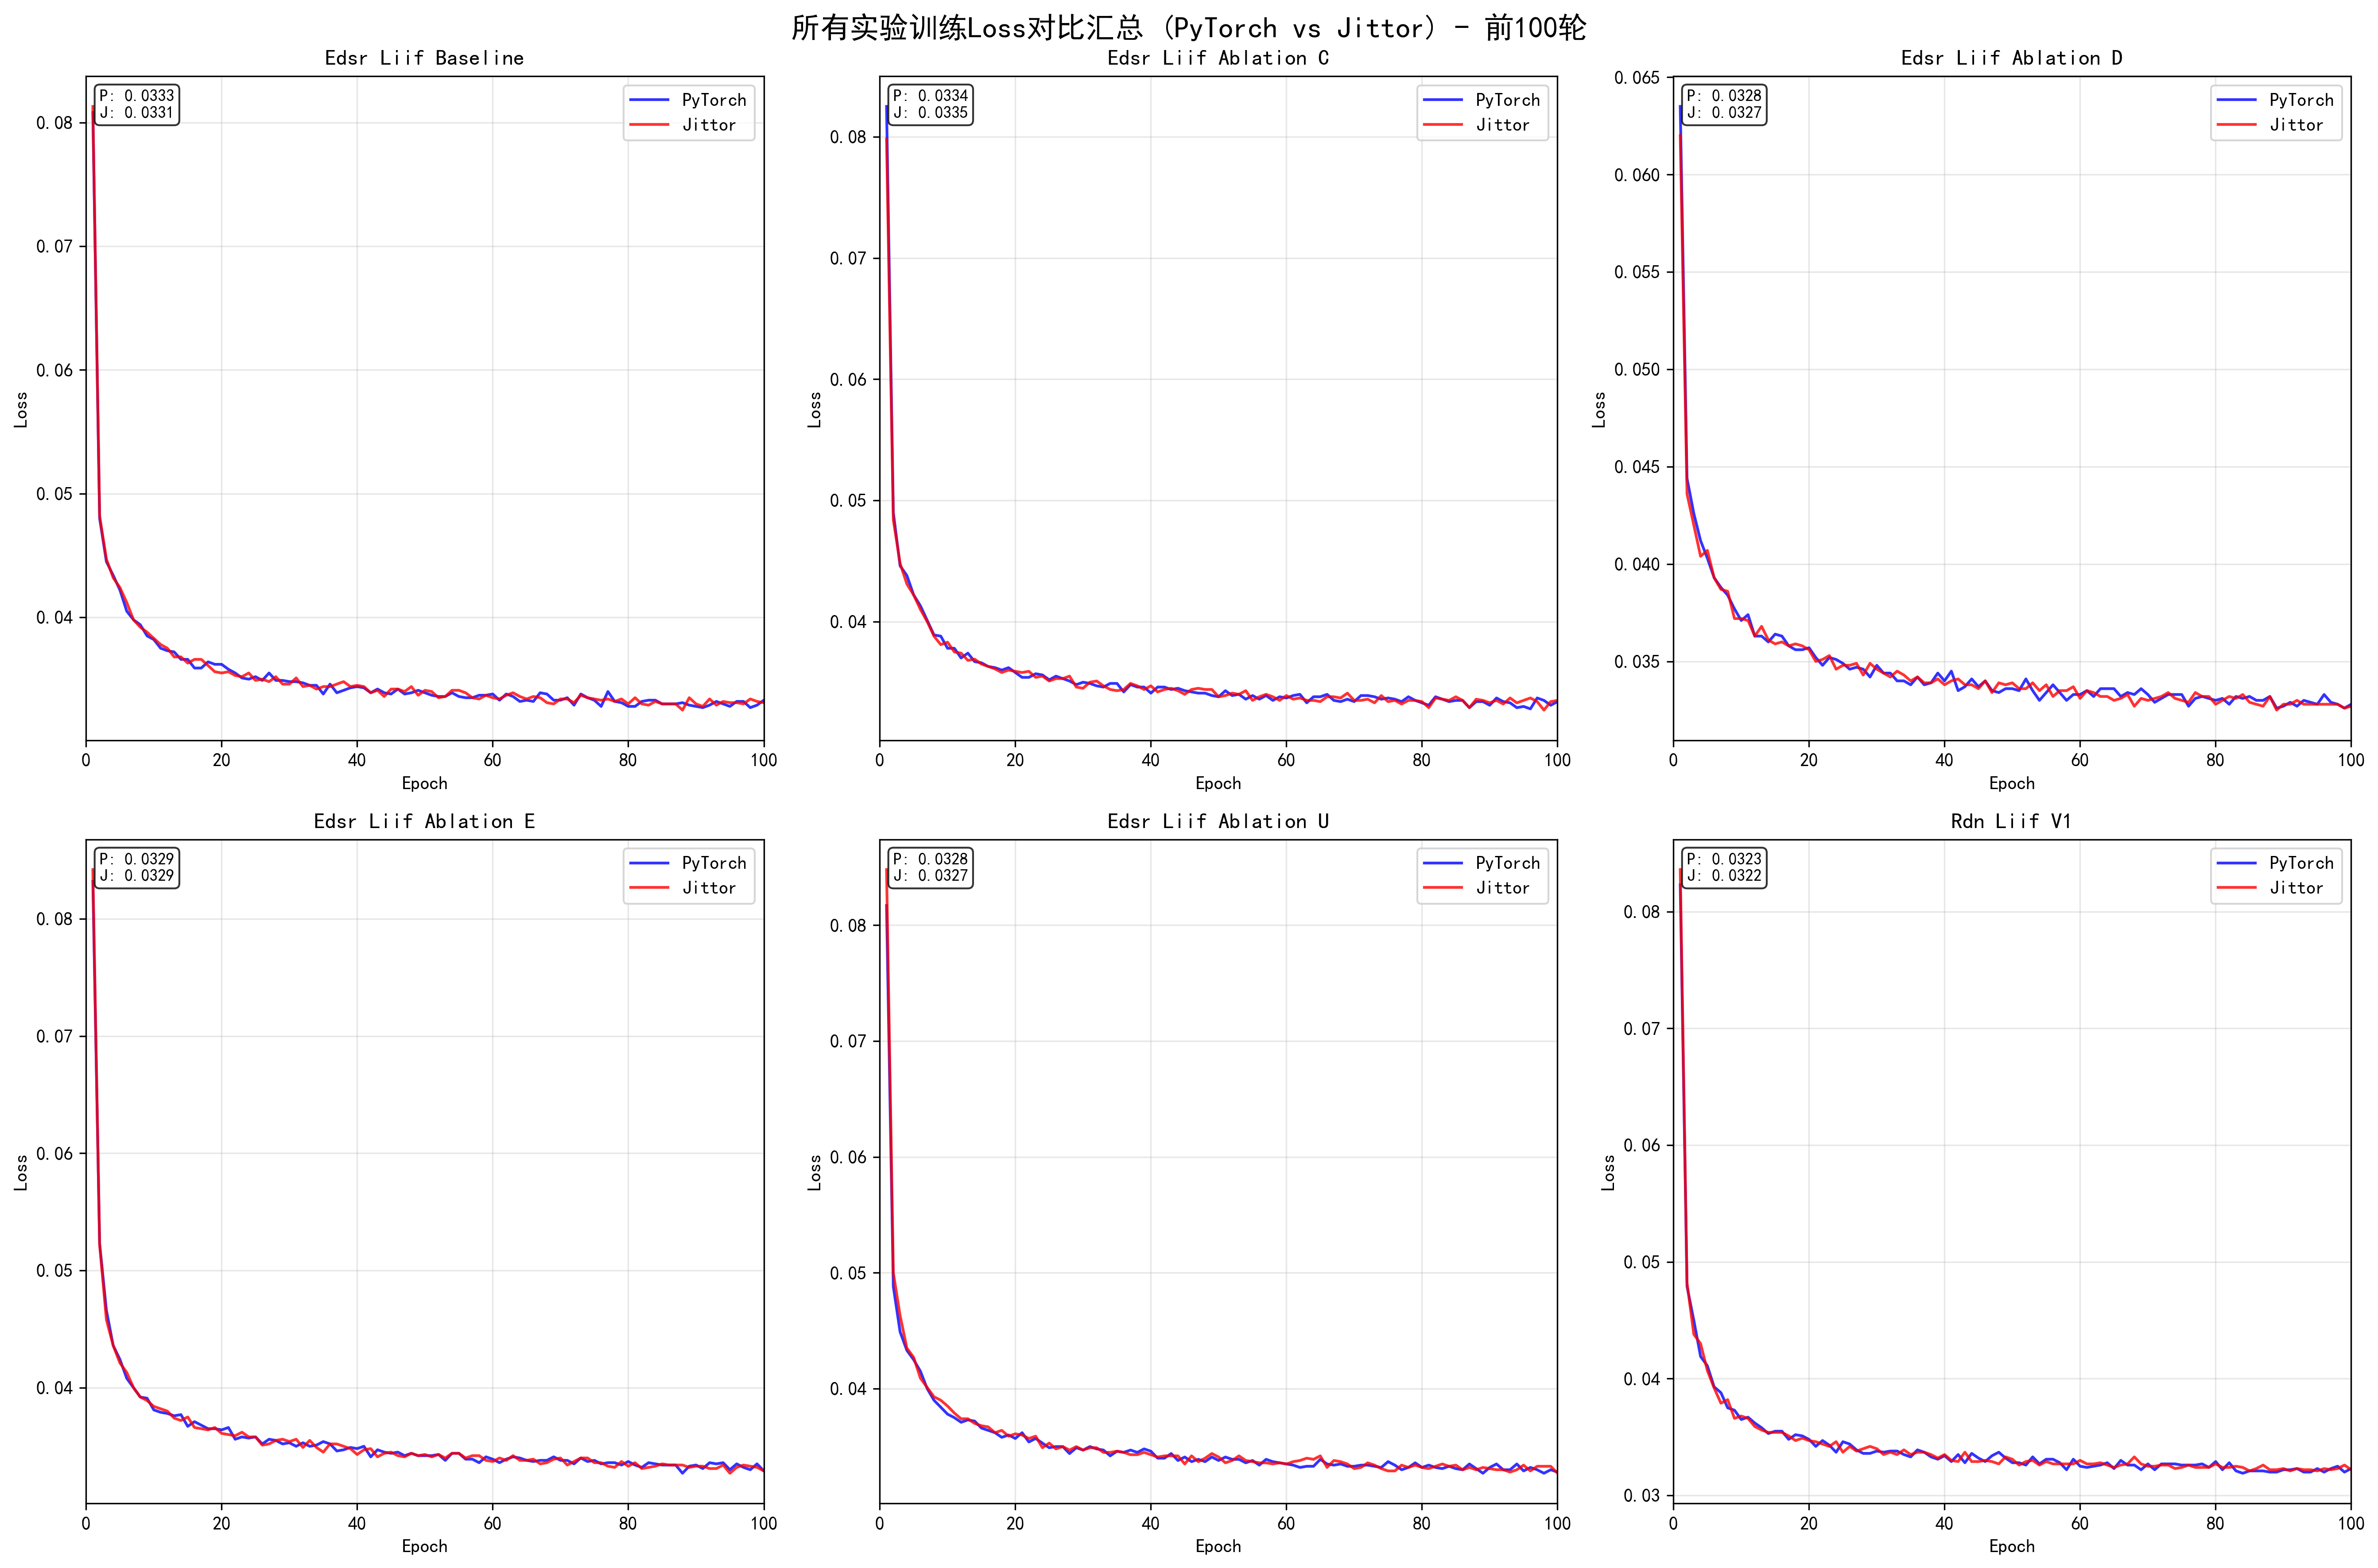 所有实验训练Loss对比汇总 (PyTorch vs Jittor) - 前100轮
Edsr Liif Baseline
P: 0.0333
J: 0.0331
PyTorch
Jittor
0.08
0.07
0.06
0.05
0.04
Loss
0 20 40 60 80 100
Epoch
Edsr Liif Ablation C
P: 0.0334
J: 0.0335
PyTorch
Jittor
0.08
0.07
0.06
0.05
0.04
Loss
0 20 40 60 80 100
Epoch
Edsr Liif Ablation D
P: 0.0328
J: 0.0327
PyTorch
Jittor
0.065
0.060
0.055
0.050
0.045
0.040
0.035
Loss
0 20 40 60 80 100
Epoch
Edsr Liif Ablation E
P: 0.0329
J: 0.0329
PyTorch
Jittor
0.08
0.07
0.06
0.05
0.04
Loss
0 20 40 60 80 100
Epoch
Edsr Liif Ablation U
P: 0.0328
J: 0.0327
PyTorch
Jittor
0.08
0.07
0.06
0.05
0.04
Loss
0 20 40 60 80 100
Epoch
Rdn Liif V1
P: 0.0323
J: 0.0322
PyTorch
Jittor
0.08
0.07
0.06
0.05
0.04
0.03
Loss
0 20 40 60 80 100
Epoch